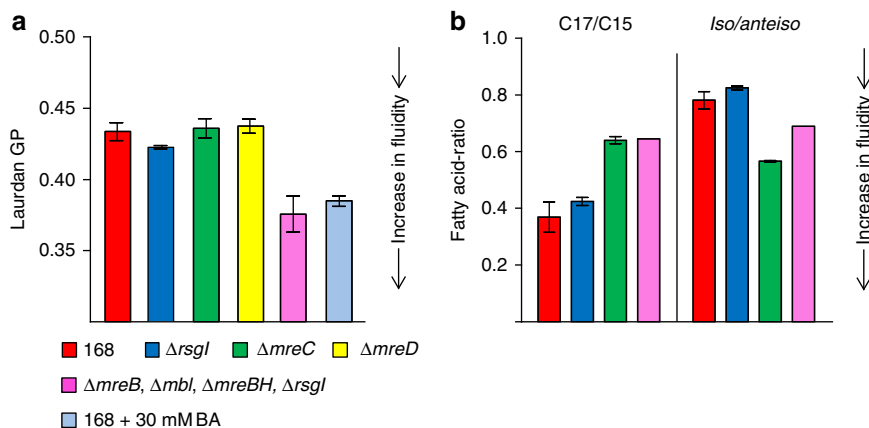 a
0.50
0.45
0.40
0.35
Laurdan GP
Increase in fluidity
168
ΔrsgI
ΔmreC
ΔmreD
ΔmreB, Δmbl, ΔmreBH, ΔrsgI
168 + 30 mM BA
b
C17/C15
Iso/anteiso
1.0
0.8
0.6
0.4
0.2
Fatty acid-ratio
Increase in fluidity